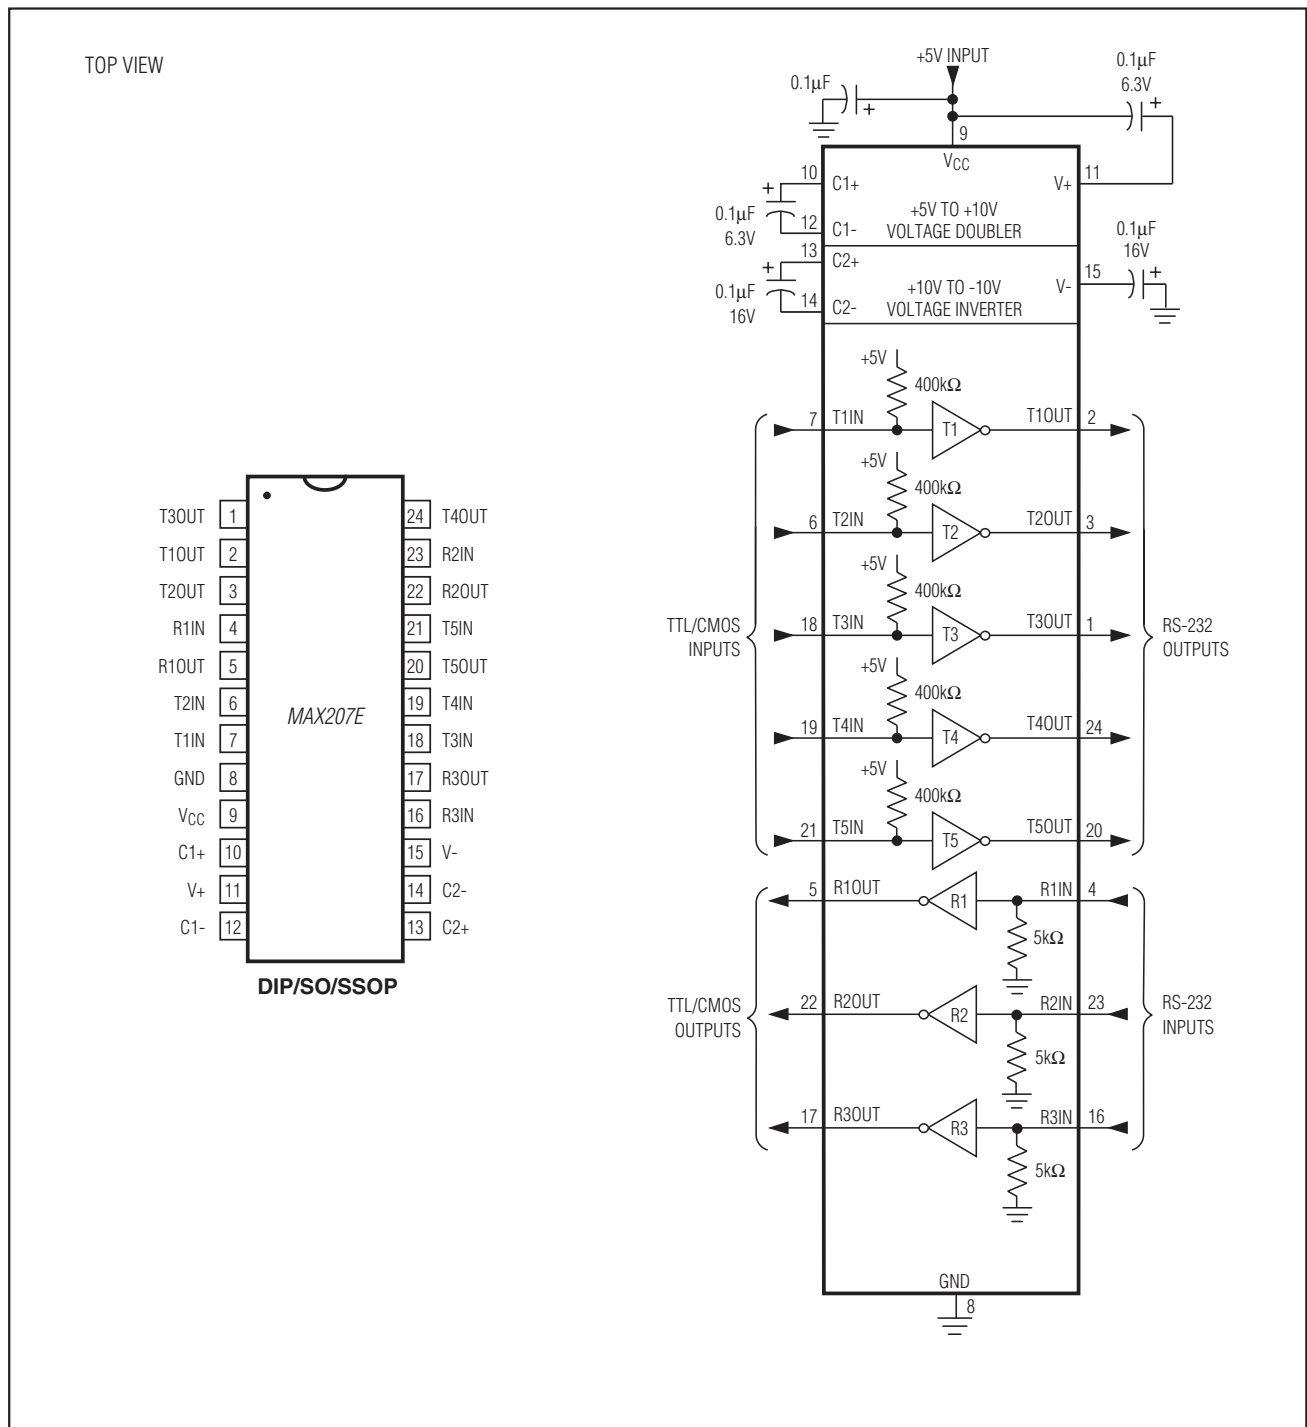 TOP VIEW
T3OUT 1
T1OUT 2
T2OUT 3
R1IN 4
R1OUT 5
T2IN 6
T1IN 7
GND 8
VCC 9
C1+ 10
V+ 11
C1- 12
MAX207E
24 T4OUT
23 R2IN
22 R2OUT
21 T5IN
20 T5OUT
19 T4IN
18 T3IN
17 R3OUT
16 R3IN
15 V-
14 C2-
13 C2+
DIP/SO/SSOP
+5V INPUT
0.1µF
+
0.1µF
6.3V
+
9
VCC
10 C1+
V+ 11
+
0.1µF
6.3V
12 C1-
+5V TO +10V
VOLTAGE DOUBLER
13 C2+
+
0.1µF
16V
14 C2-
+10V TO -10V
VOLTAGE INVERTER
0.1µF
16V
V- 15
+
+5V
400kΩ
7 T1IN T1 T1OUT 2
+5V
400kΩ
6 T2IN T2 T2OUT 3
+5V
400kΩ
18 T3IN T3 T3OUT 1
TTL/CMOS
INPUTS
RS-232
OUTPUTS
+5V
400kΩ
19 T4IN T4 T4OUT 24
+5V
400kΩ
21 T5IN T5 T5OUT 20
5 R1OUT R1 R1IN 4
5kΩ
22 R2OUT R2 R2IN 23
TTL/CMOS
OUTPUTS
RS-232
INPUTS
5kΩ
17 R3OUT R3 R3IN 16
5kΩ
GND
8